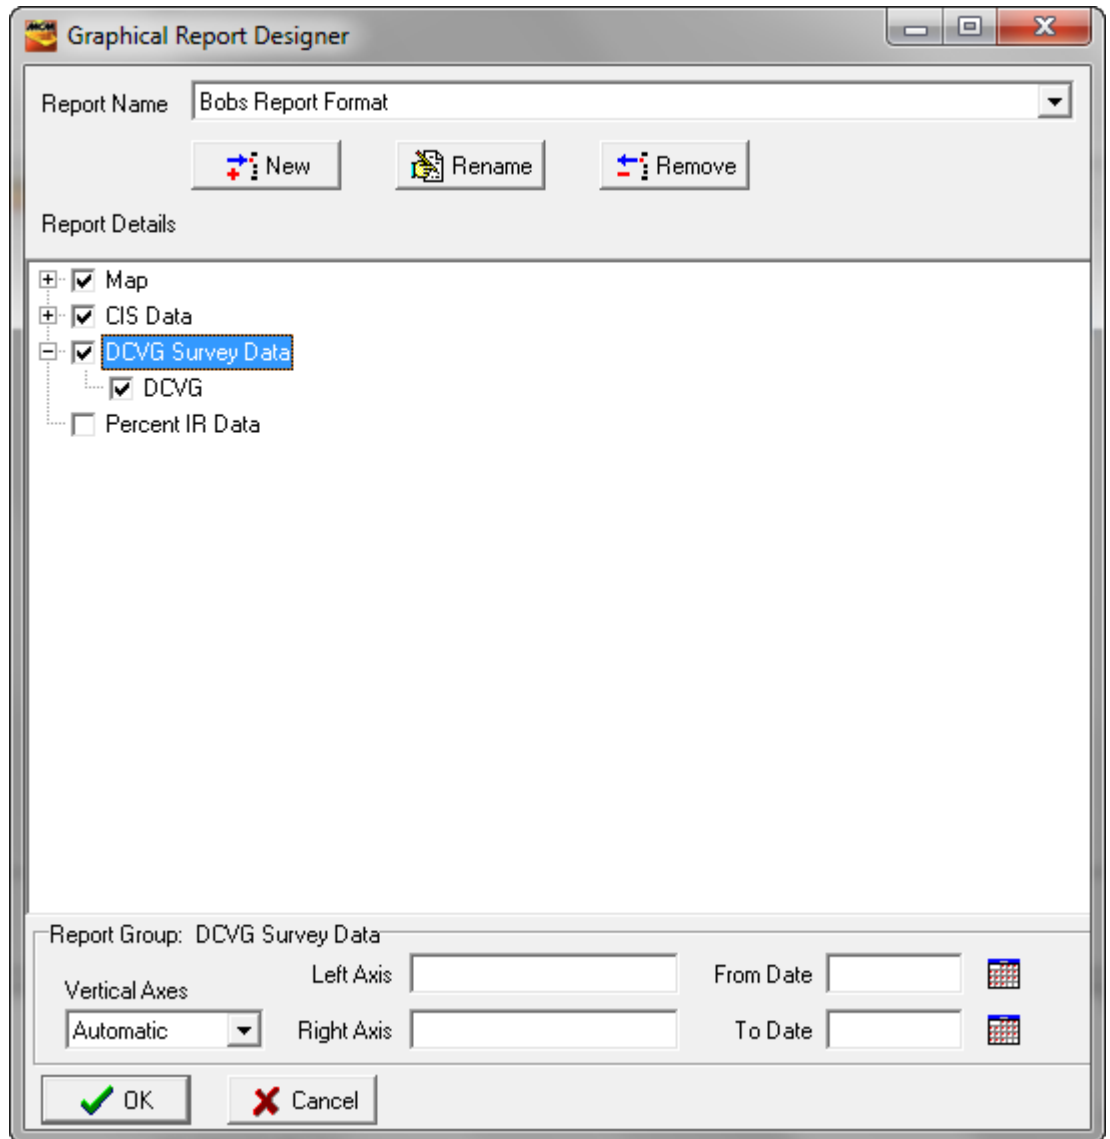 MCM Graphical Report Designer
Report Name Bobs Report Format
New Rename Remove
Report Details
Map
CIS Data
DCVG Survey Data
DCVG
Percent IR Data
Report Group: DCVG Survey Data
Left Axis From Date
Vertical Axes
Automatic Right Axis To Date
OK Cancel